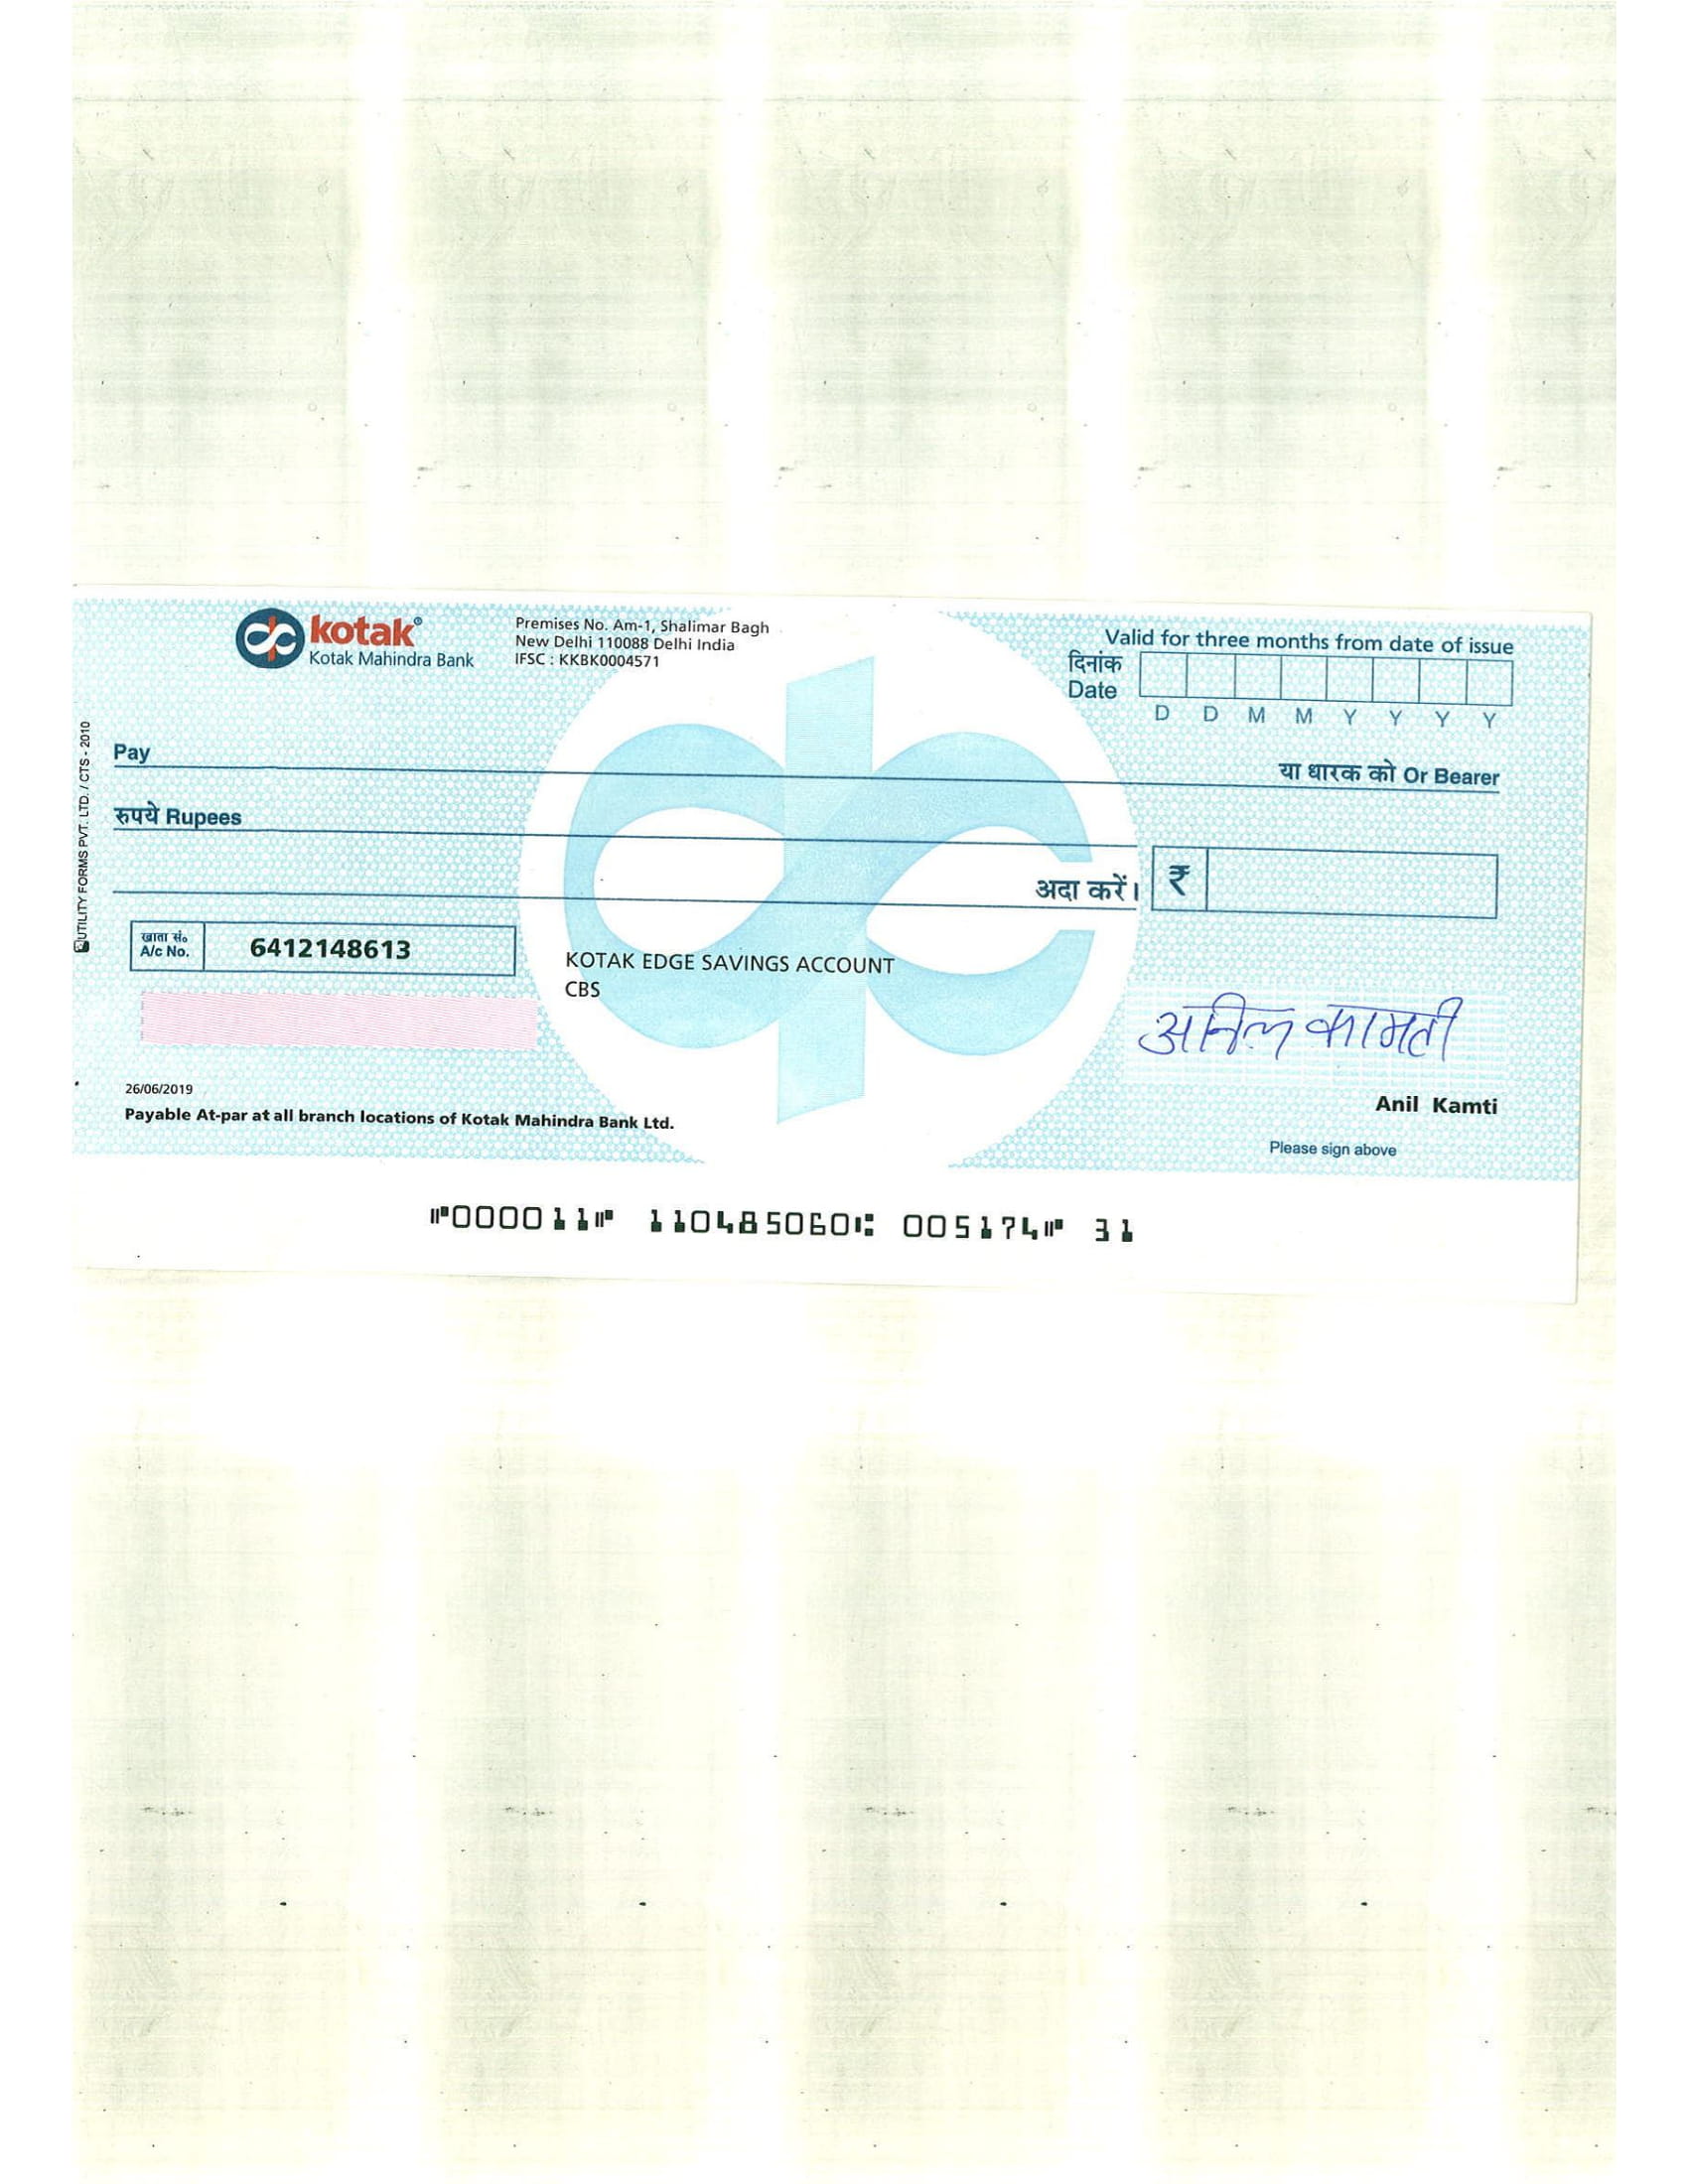 kotak®
Kotak Mahindra Bank
Premises No. Am-1, Shalimar Bagh
New Delhi 110088 Delhi India
IFSC : KKBK0004571
Valid for three months from date of issue
दिनांक
Date
D D M M Y Y Y Y
Pay
या धारक को Or Bearer
रुपये Rupees
अदा करें।
₹
खाता सं०
A/c No.
6412148613
KOTAK EDGE SAVINGS ACCOUNT
CBS
अनिल कामती
26/06/2019
Payable At-par at all branch locations of Kotak Mahindra Bank Ltd.
Anil Kamti
Please sign above
UTILITY FORMS PVT. LTD. / CTS - 2010
⑈000011⑈ 110485060⑆ 005174⑈ 31